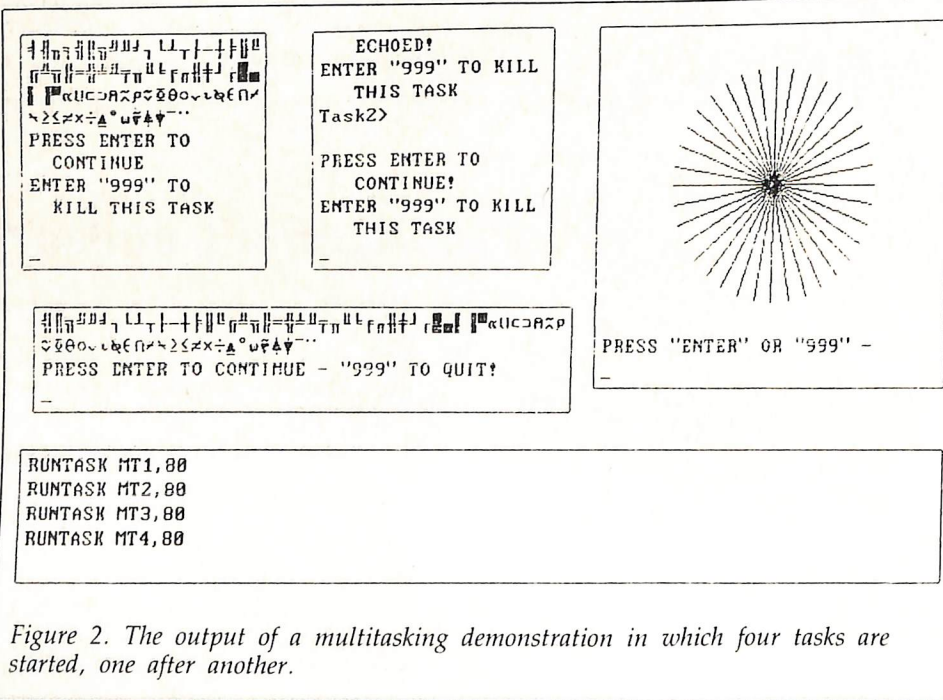 PRESS ENTER TO
CONTINUE
ENTER "999" TO
KILL THIS TASK
ECHOED!
ENTER "999" TO KILL
THIS TASK
Task2>
PRESS ENTER TO
CONTINUE!
ENTER "999" TO KILL
THIS TASK
_
PRESS "ENTER" OR "999" -
_
PRESS ENTER TO CONTINUE - "999" TO QUIT!
_
RUNTASK MT1,80
RUNTASK MT2,80
RUNTASK MT3,80
RUNTASK MT4,80
Figure 2. The output of a multitasking demonstration in which four tasks are
started, one after another.